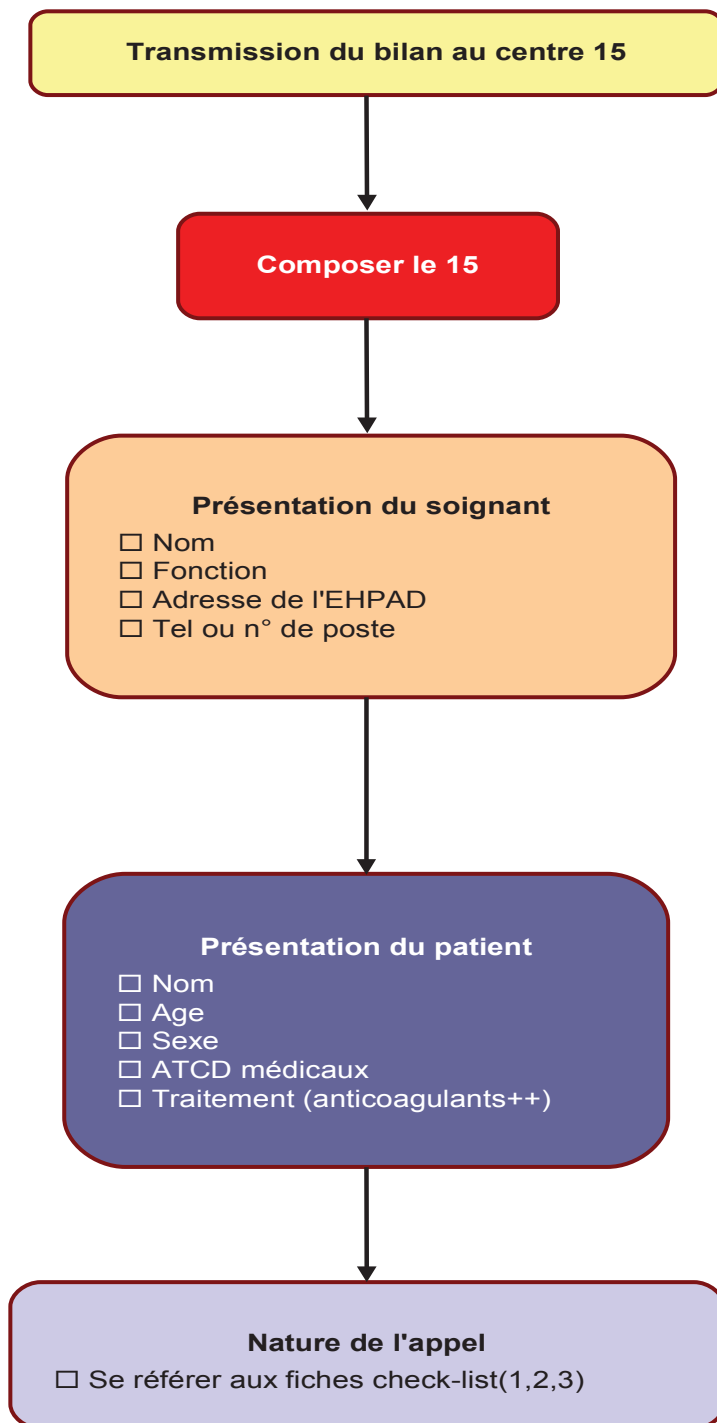 Transmission du bilan au centre 15
Composer le 15
Présentation du soignant
☐ Nom
☐ Fonction
☐ Adresse de l'EHPAD
☐ Tel ou n° de poste
Présentation du patient
☐ Nom
☐ Age
☐ Sexe
☐ ATCD médicaux
☐ Traitement (anticoagulants++)
Nature de l'appel
☐ Se référer aux fiches check-list(1,2,3)